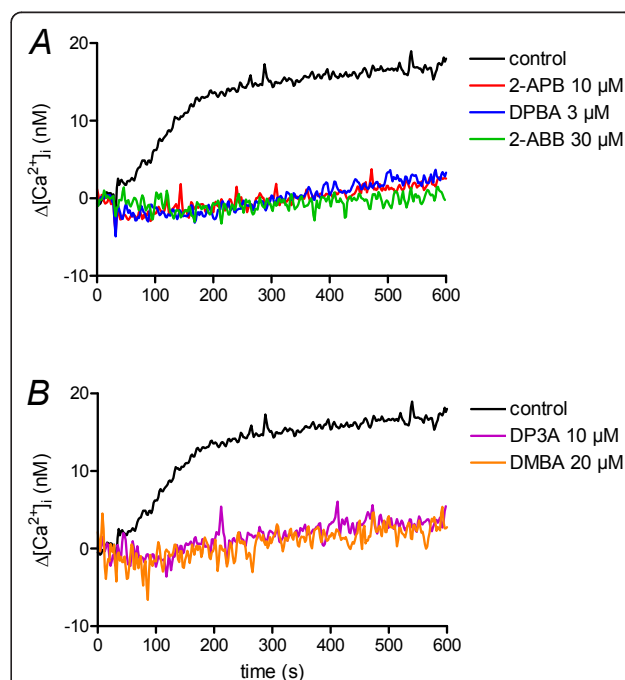 A
20
10
0
-10
Δ[Ca²⁺]ᵢ (nM)
0 100 200 300 400 500 600
control
2-APB 10 µM
DPBA 3 µM
2-ABB 30 µM
B
20
10
0
-10
Δ[Ca²⁺]ᵢ (nM)
0 100 200 300 400 500 600
time (s)
control
DP3A 10 µM
DMBA 20 µM